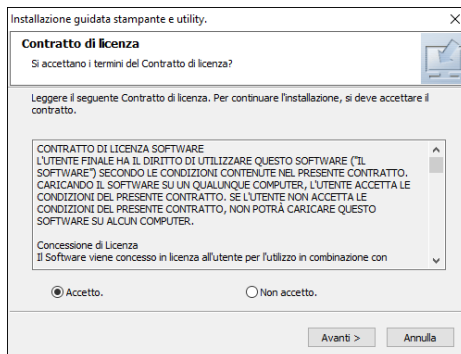 Installazione guidata stampante e utility.
Contratto di licenza
Si accettano i termini del Contratto di licenza?
Leggere il seguente Contratto di licenza. Per continuare l'installazione, si deve accettare il
contratto.
CONTRATTO DI LICENZA SOFTWARE
L'UTENTE FINALE HA IL DIRITTO DI UTILIZZARE QUESTO SOFTWARE ("IL
SOFTWARE") SECONDO LE CONDIZIONI CONTENUTE NEL PRESENTE CONTRATTO.
CARICANDO IL SOFTWARE SU UN QUALUNQUE COMPUTER, L'UTENTE ACCETTA LE
CONDIZIONI DEL PRESENTE CONTRATTO. SE L'UTENTE NON ACCETTA LE
CONDIZIONI DEL PRESENTE CONTRATTO, NON POTRÀ CARICARE QUESTO
SOFTWARE SU ALCUN COMPUTER.
Concessione di Licenza
Il Software viene concesso in licenza all'utente per l'utilizzo in combinazione con
Accetto. Non accetto.
Avanti > Annulla